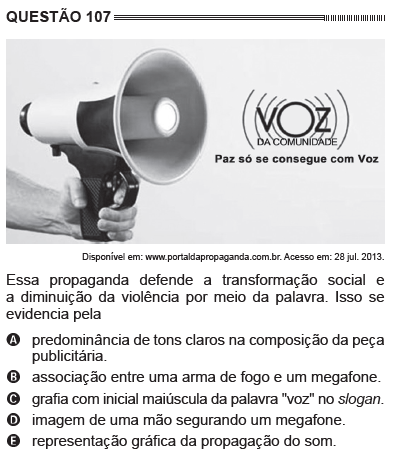 QUESTÃO 107
VOZ
DA COMUNIDADE
Paz só se consegue com Voz
Disponível em: www.portaldapropaganda.com.br. Acesso em: 28 jul. 2013.
Essa propaganda defende a transformação social e
a diminuição da violência por meio da palavra. Isso se
evidencia pela
A predominância de tons claros na composição da peça
publicitária.
B associação entre uma arma de fogo e um megafone.
C grafia com inicial maiúscula da palavra "voz" no slogan.
D imagem de uma mão segurando um megafone.
E representação gráfica da propagação do som.